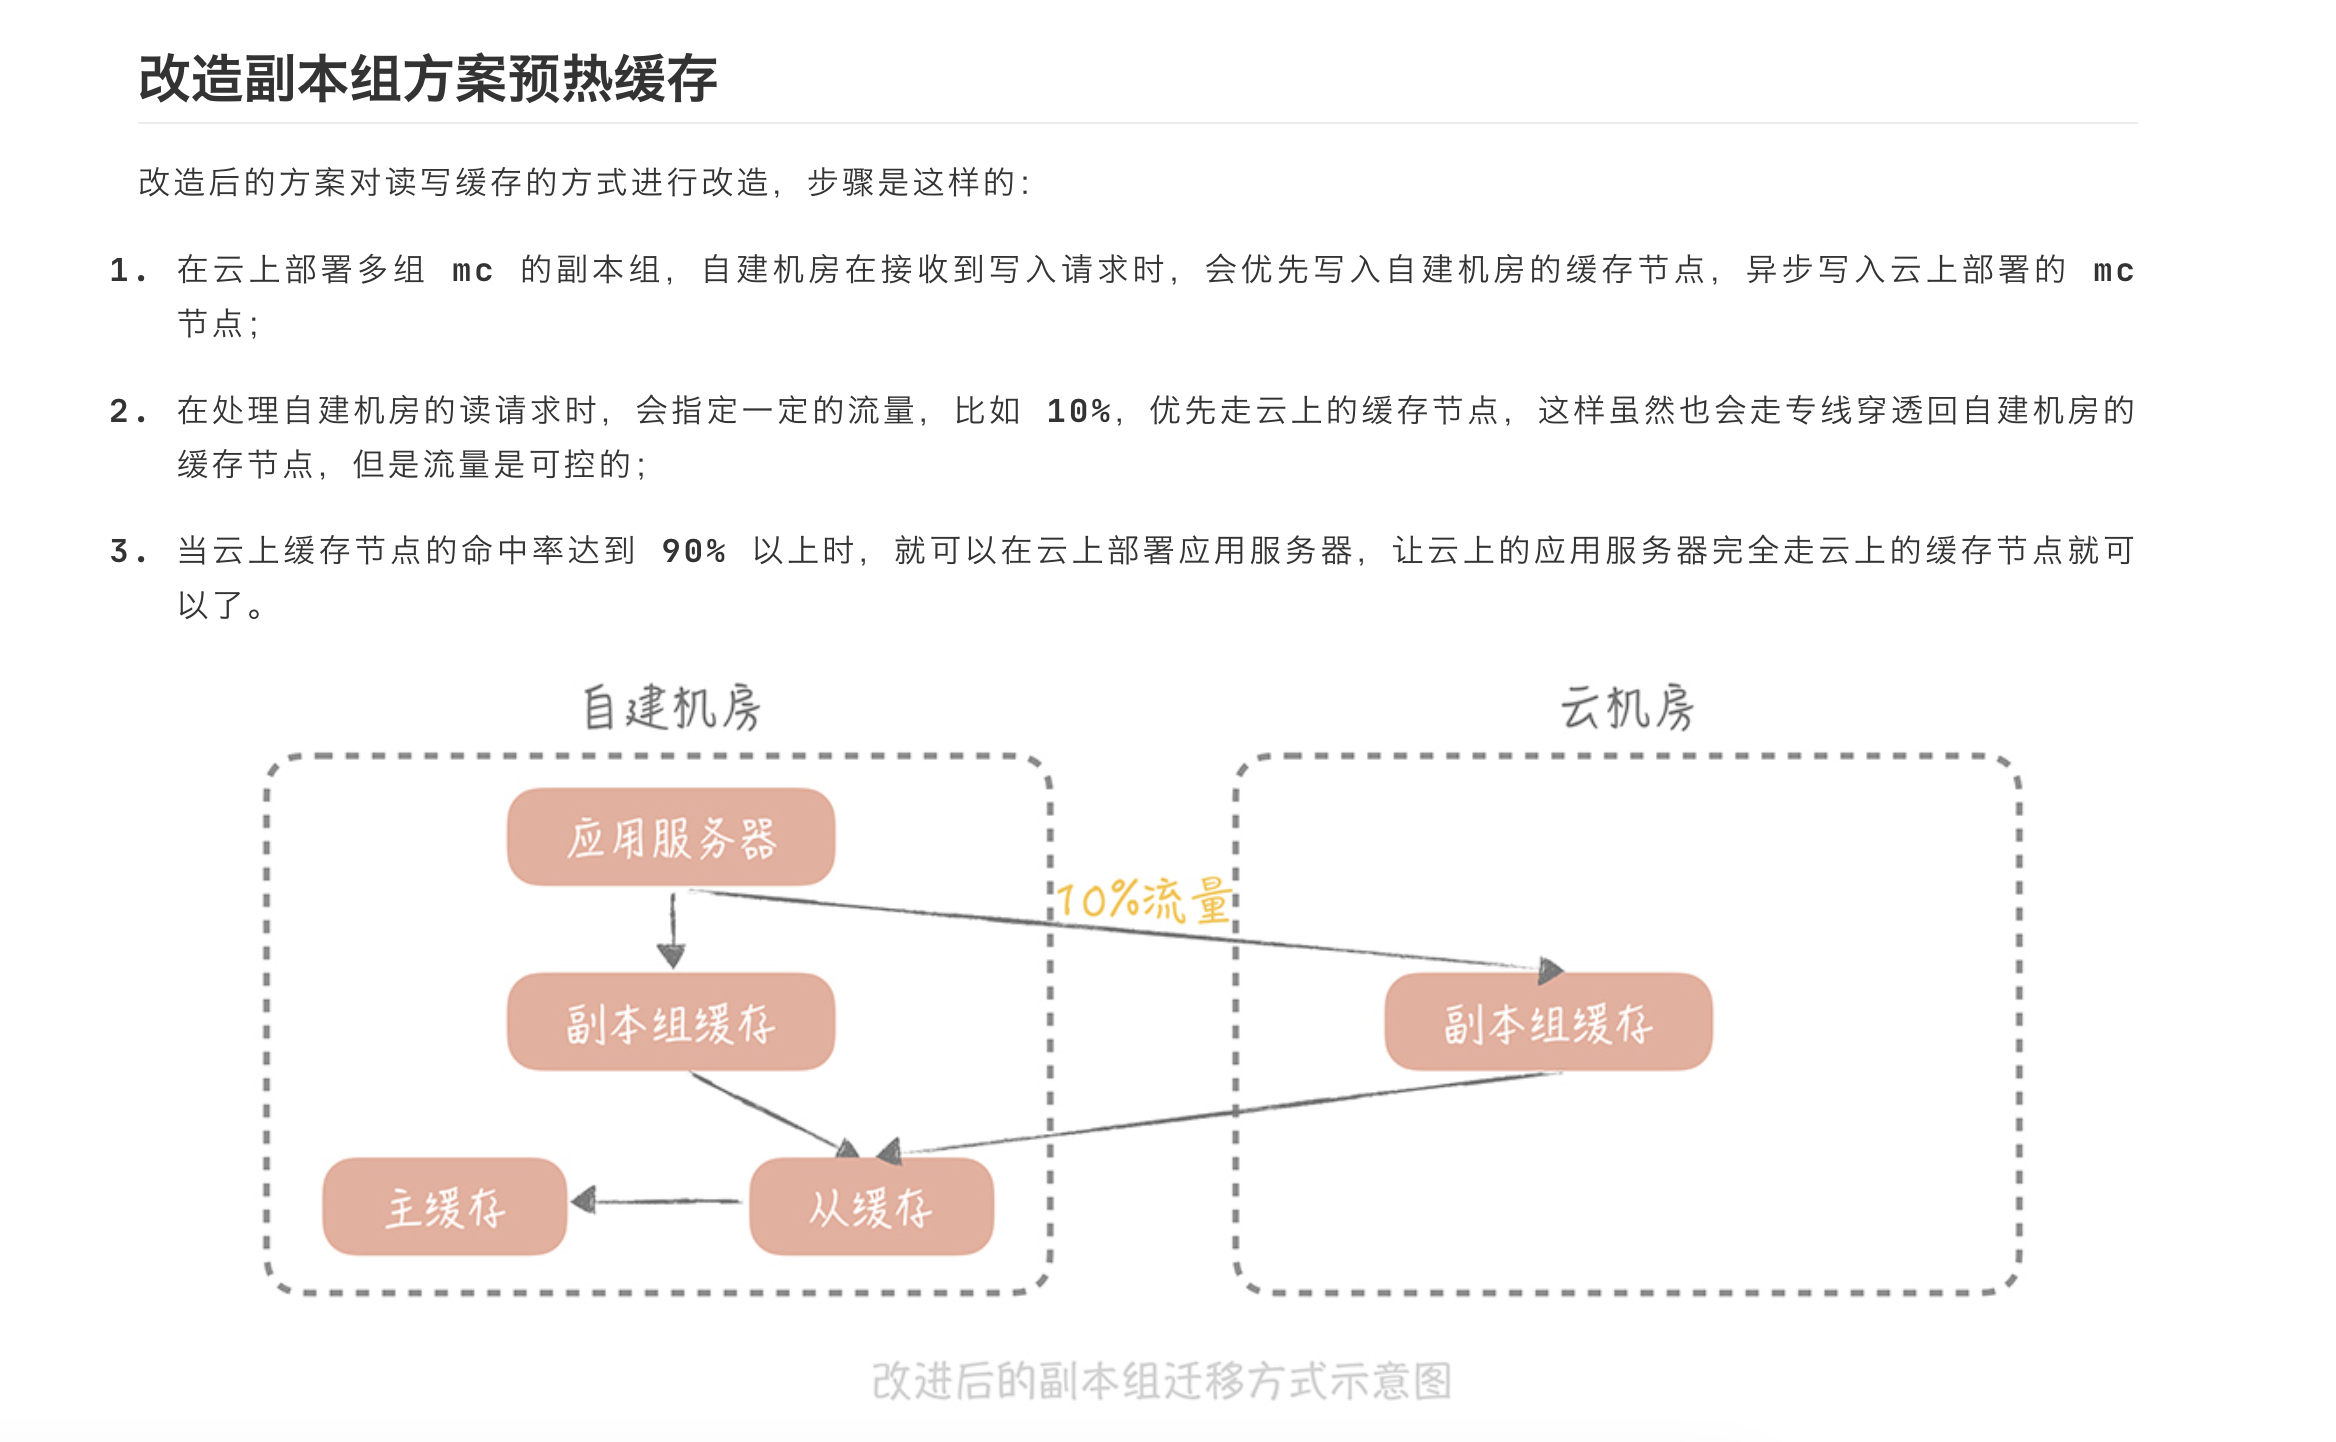 改造副本组方案预热缓存
改造后的方案对读写缓存的方式进行改造，步骤是这样的：
1. 在云上部署多组 mc 的副本组，自建机房在接收到写入请求时，会优先写入自建机房的缓存节点，异步写入云上部署的 mc
节点；
2. 在处理自建机房的读请求时，会指定一定的流量，比如 10%，优先走云上的缓存节点，这样虽然也会走专线穿透回自建机房的
缓存节点，但是流量是可控的；
3. 当云上缓存节点的命中率达到 90% 以上时，就可以在云上部署应用服务器，让云上的应用服务器完全走云上的缓存节点就可
以了。
自建机房
云机房
应用服务器
10%流量
副本组缓存
副本组缓存
主缓存
从缓存
改进后的副本组迁移方式示意图